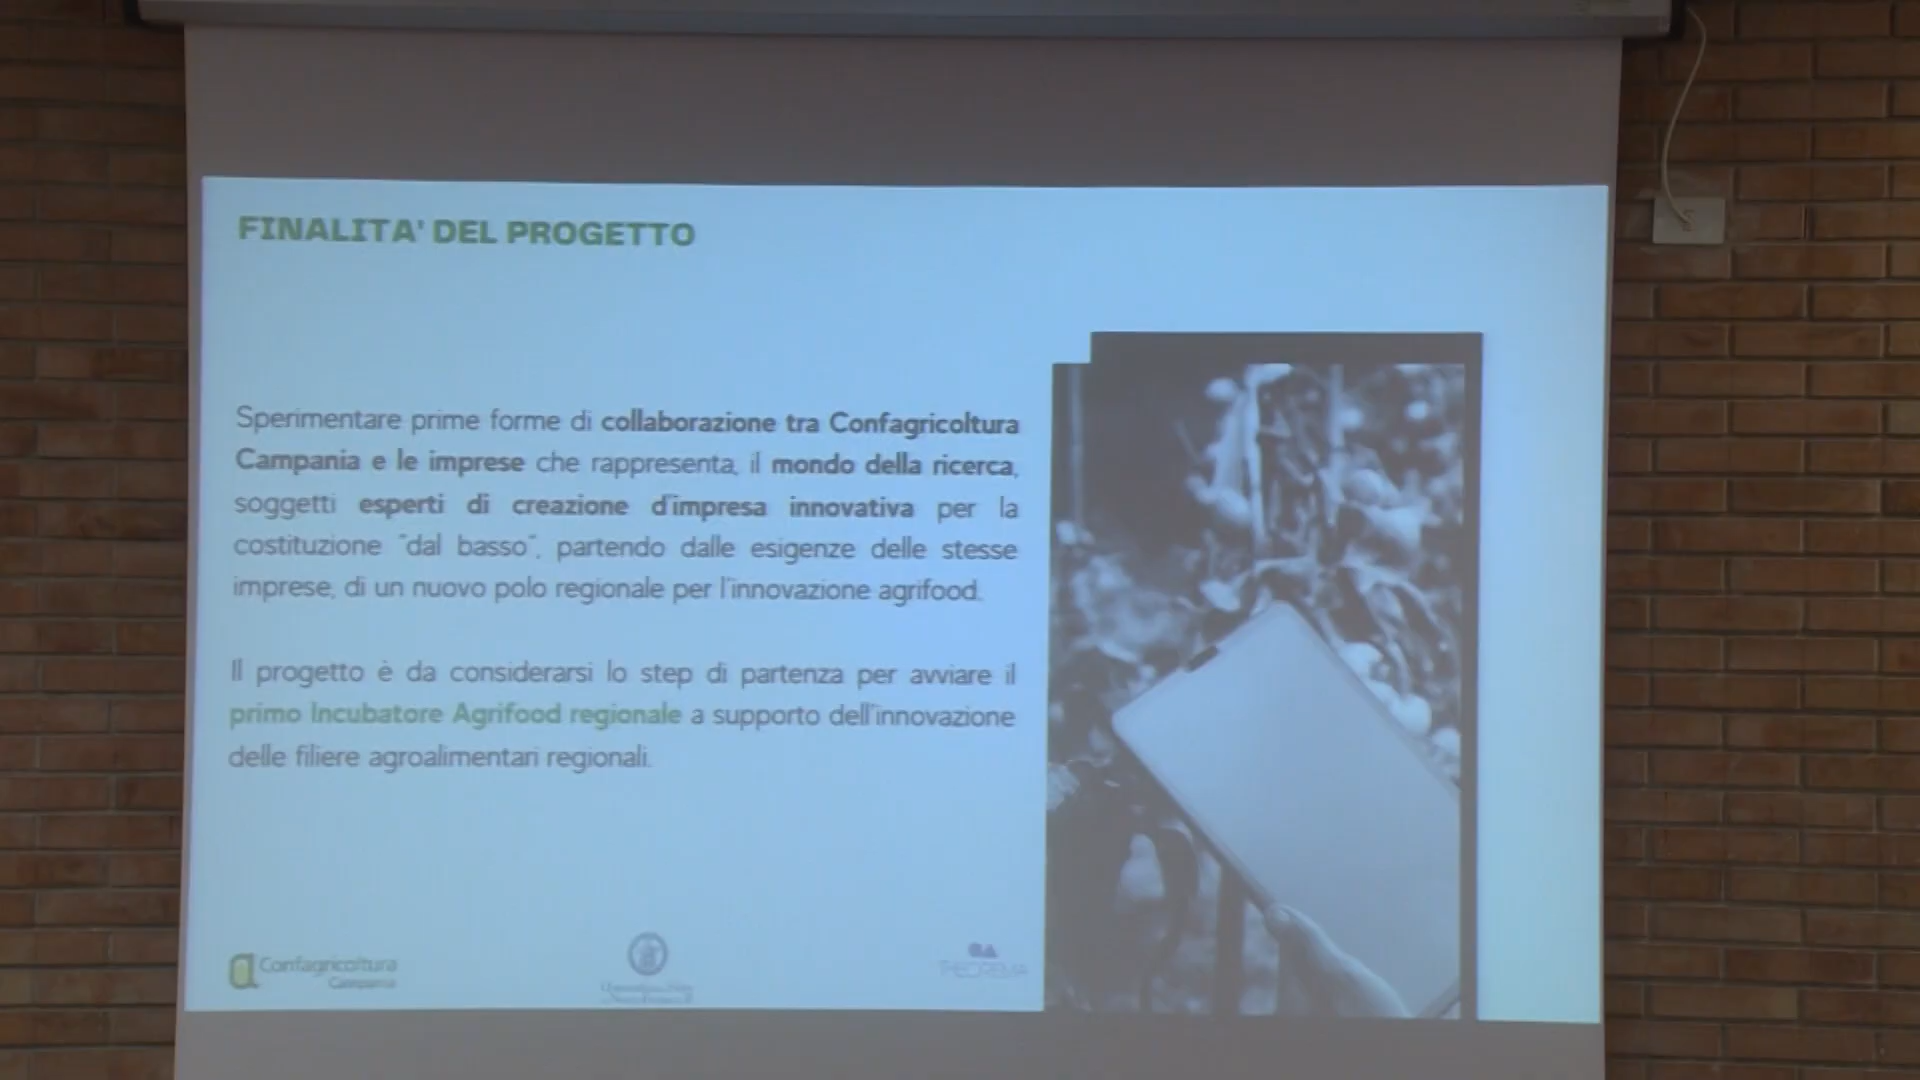 FINALITA' DEL PROGETTO
Sperimentare prime forme di collaborazione tra Confagricoltura
Campania e le imprese che rappresenta, il mondo della ricerca,
soggetti esperti di creazione d'impresa innovativa per la
costituzione "dal basso", partendo dalle esigenze delle stesse
imprese, di un nuovo polo regionale per l'innovazione agrifood.
Il progetto è da considerarsi lo step di partenza per avviare il
primo Incubatore Agrifood regionale a supporto dell'innovazione
delle filiere agroalimentari regionali.
Confagricoltura
Campania
THEOREMA